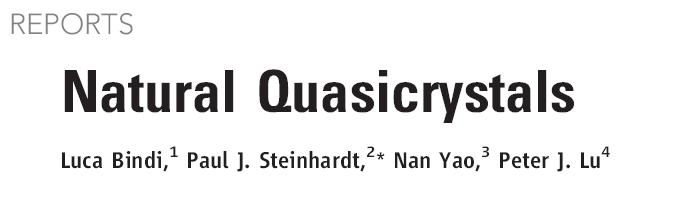 REPORTS
Natural Quasicrystals
Luca Bindi,¹ Paul J. Steinhardt,²* Nan Yao,³ Peter J. Lu⁴